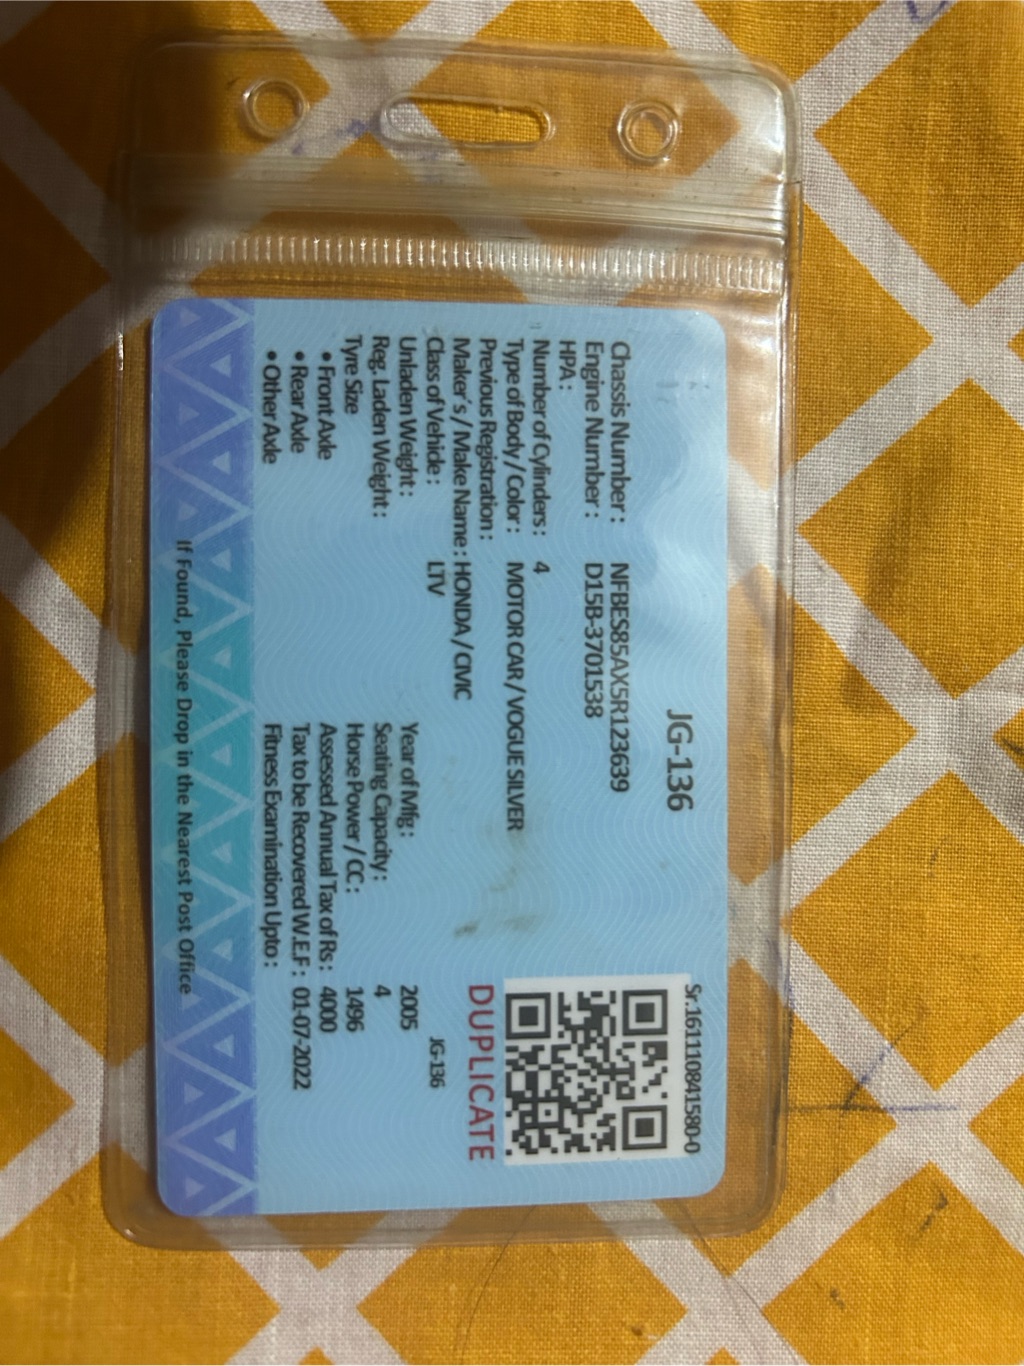 Sr.161110841580-0
JG-136
Chassis Number : NFBES85AX5R123639
Engine Number : D15B-3701538
HPA :
Number of Cylinders : 4
Type of Body / Color : MOTOR CAR / VOGUE SILVER
Previous Registration :
Maker's / Make Name : HONDA / CIVIC
Class of Vehicle : LTV
Unladen Weight :
Reg. Laden Weight :
Tyre Size
• Front Axle
• Rear Axle
• Other Axle
DUPLICATE
JG-136
Year of Mfg : 2005
Seating Capacity : 4
Horse Power / CC : 1496
Assessed Annual Tax of Rs : 4000
Tax to be Recovered W.E.F : 01-07-2022
Fitness Examination Upto :
If Found, Please Drop in the Nearest Post Office